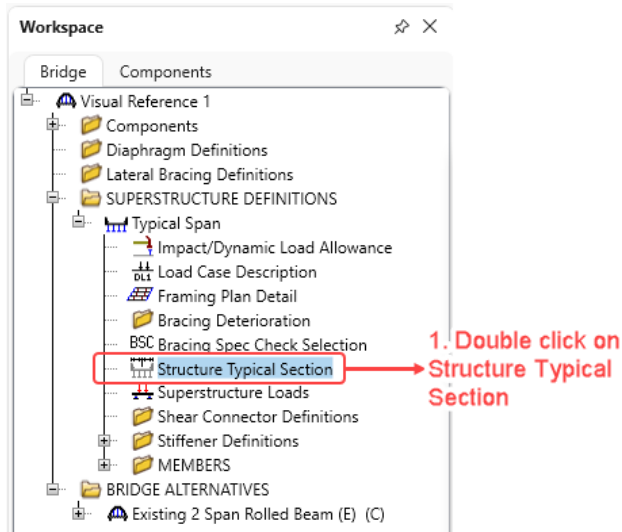 Workspace
Bridge Components
Visual Reference 1
Components
Diaphragm Definitions
Lateral Bracing Definitions
SUPERSTRUCTURE DEFINITIONS
Typical Span
Impact/Dynamic Load Allowance
DL1 Load Case Description
Framing Plan Detail
Bracing Deterioration
BSC Bracing Spec Check Selection
Structure Typical Section
Superstructure Loads
Shear Connector Definitions
Stiffener Definitions
MEMBERS
BRIDGE ALTERNATIVES
Existing 2 Span Rolled Beam (E) (C)
1. Double click on
Structure Typical
Section